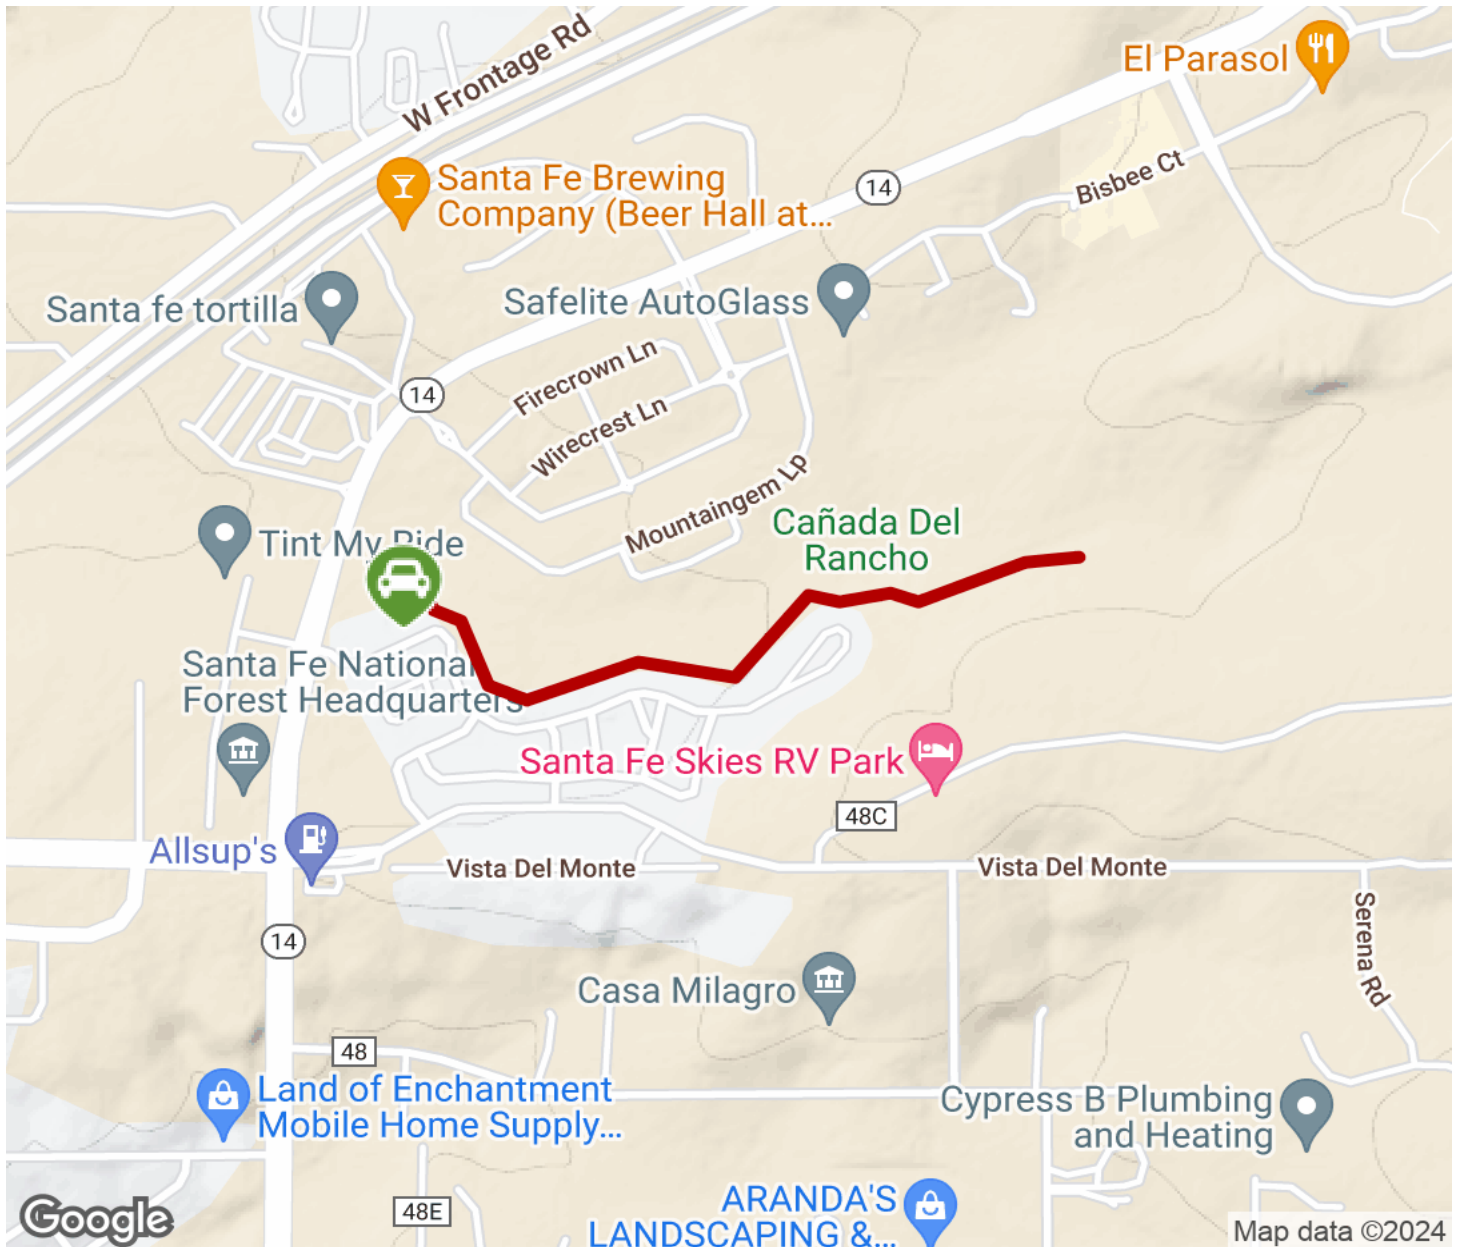 W Frontage Rd
El Parasol
Santa Fe Brewing
Company (Beer Hall at...
14
Bisbee Ct
Santa fe tortilla
Safelite AutoGlass
Firecrown Ln
14
Wirecrest Ln
Mountaingem Lp
Cañada Del
Rancho
Tint My Ride
Santa Fe National
Forest Headquarters
Santa Fe Skies RV Park
48C
Allsup's
Vista Del Monte
Vista Del Monte
Serena Rd
14
Casa Milagro
48
Land of Enchantment
Mobile Home Supply...
Cypress B Plumbing
and Heating
48E
ARANDA'S
LANDSCAPING &...
Google
Map data ©2024